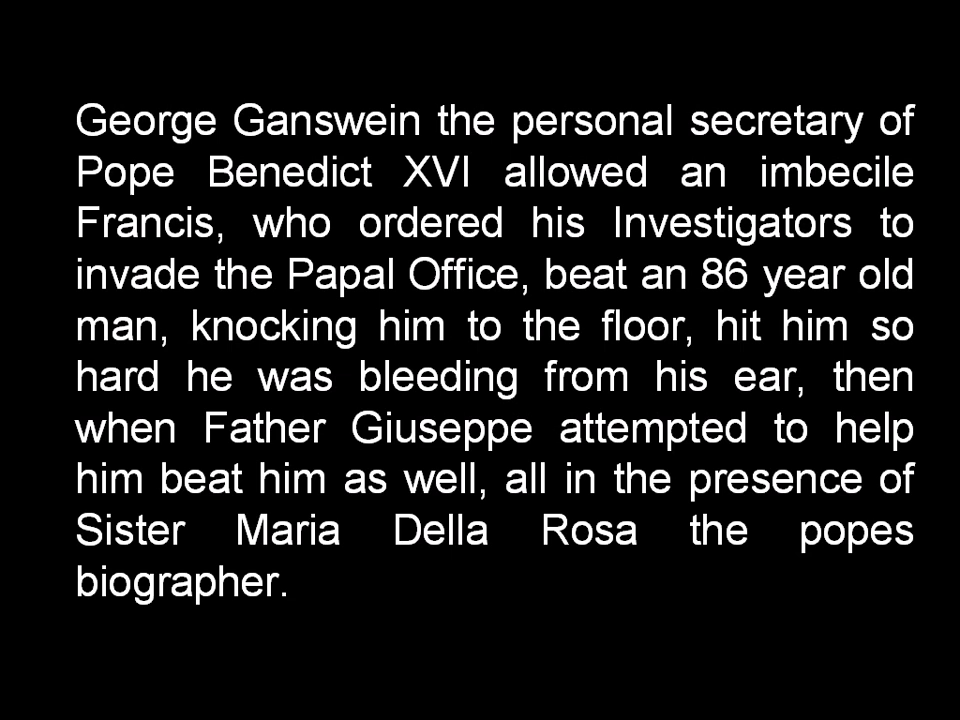 George Ganswein the personal secretary of
Pope Benedict XVI allowed an imbecile
Francis, who ordered his Investigators to
invade the Papal Office, beat an 86 year old
man, knocking him to the floor, hit him so
hard he was bleeding from his ear, then
when Father Giuseppe attempted to help
him beat him as well, all in the presence of
Sister Maria Della Rosa the popes
biographer.